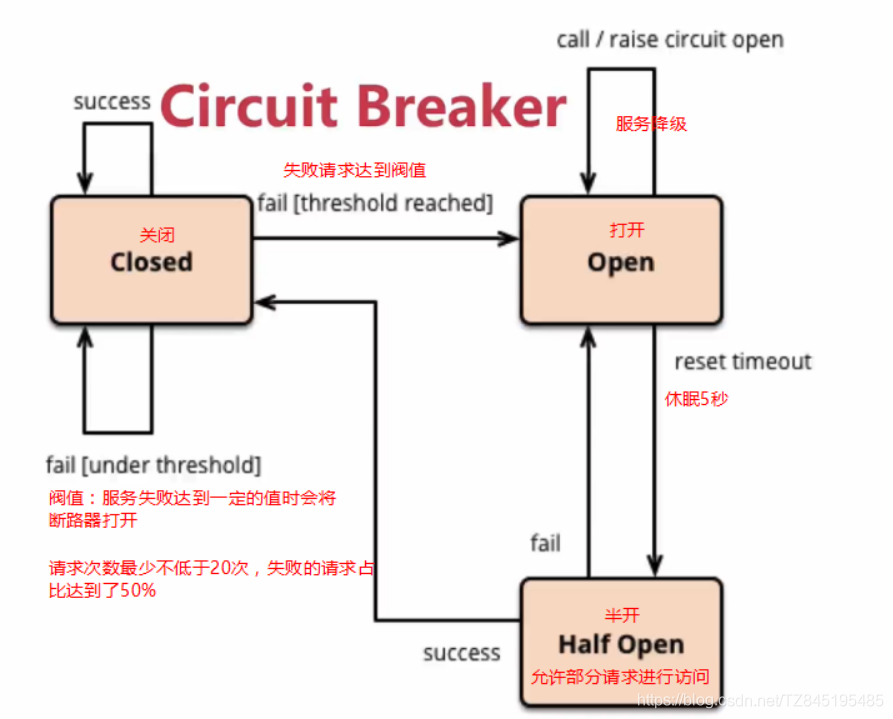 call / raise circuit open
success
Circuit Breaker
服务降级
失败请求达到阀值
fail [threshold reached]
关闭
Closed
打开
Open
reset timeout
休眠5秒
fail [under threshold]
阀值：服务失败达到一定的值时会将
断路器打开
fail
请求次数最少不低于20次，失败的请求占
比达到了50%
半开
Half Open
success
允许部分请求进行访问
https://blog.csdn.net/TZ845195485